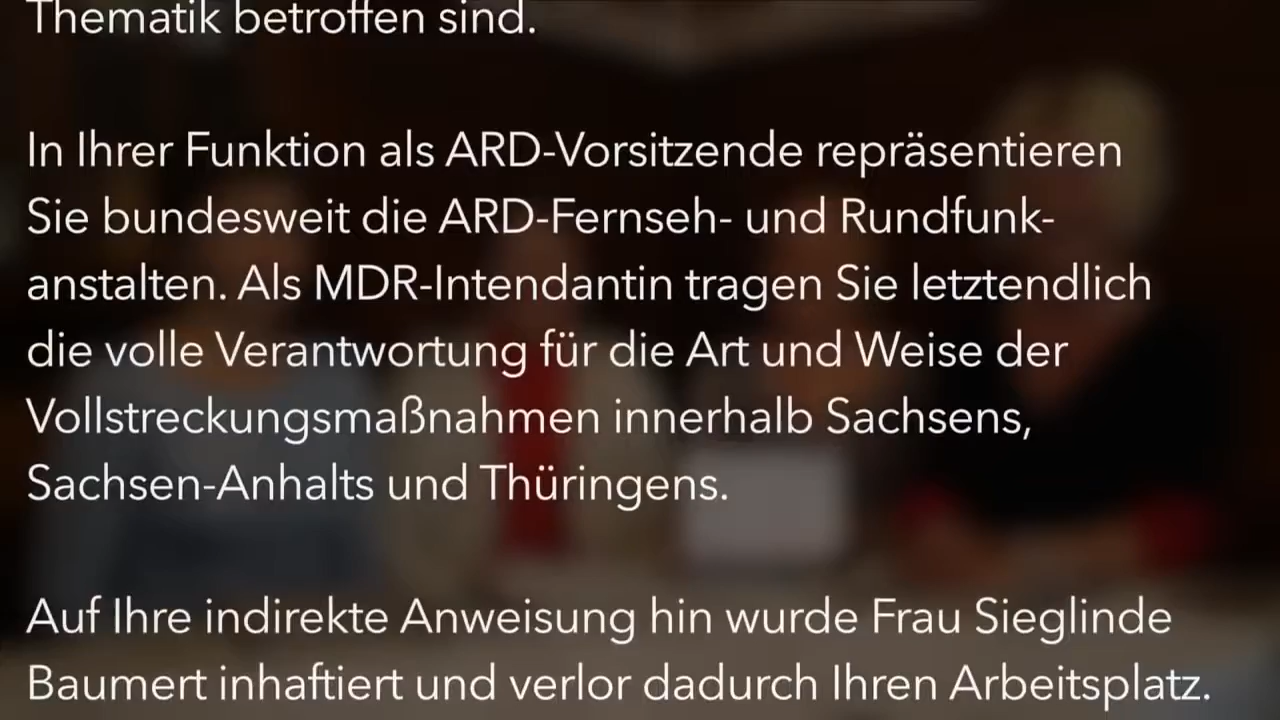 Thematik betroffen sind.
In Ihrer Funktion als ARD-Vorsitzende repräsentieren
Sie bundesweit die ARD-Fernseh- und Rundfunk-
anstalten. Als MDR-Intendantin tragen Sie letztendlich
die volle Verantwortung für die Art und Weise der
Vollstreckungsmaßnahmen innerhalb Sachsens,
Sachsen-Anhalts und Thüringens.
Auf Ihre indirekte Anweisung hin wurde Frau Sieglinde
Baumert inhaftiert und verlor dadurch Ihren Arbeitsplatz.